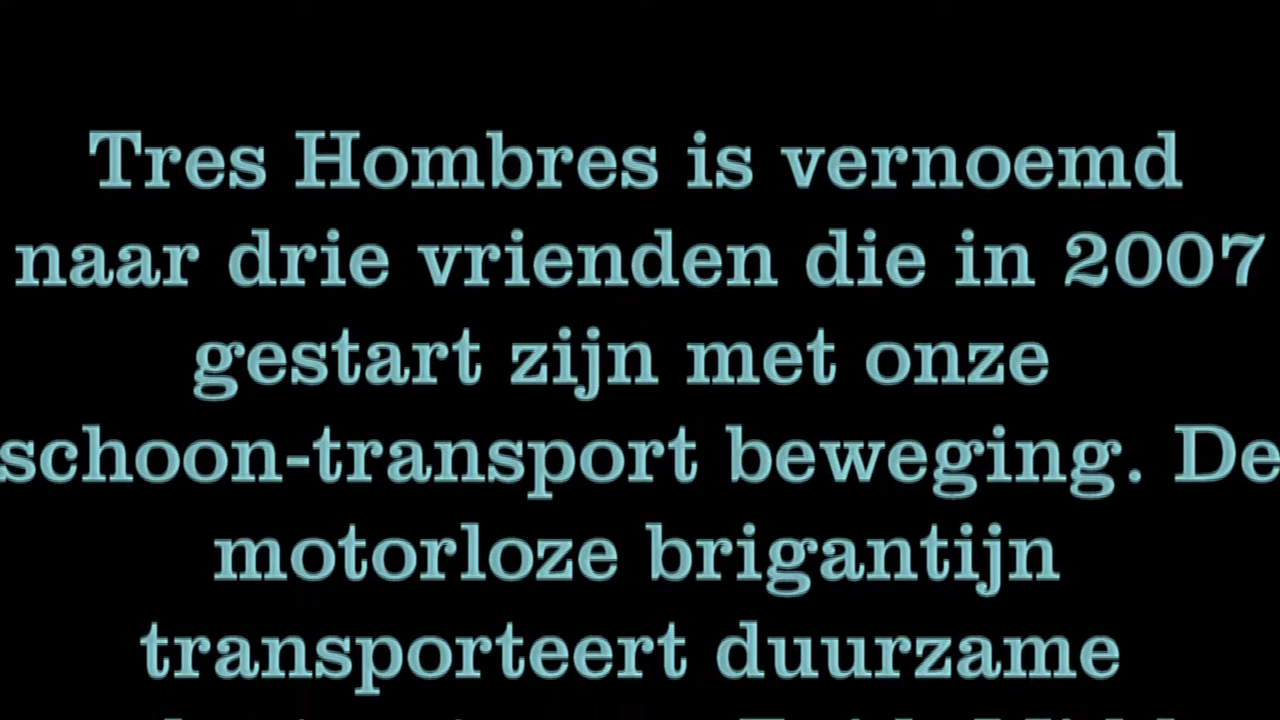 Tres Hombres is vernoemd
naar drie vrienden die in 2007
gestart zijn met onze
schoon-transport beweging. De
motorloze brigantijn
transporteert duurzame